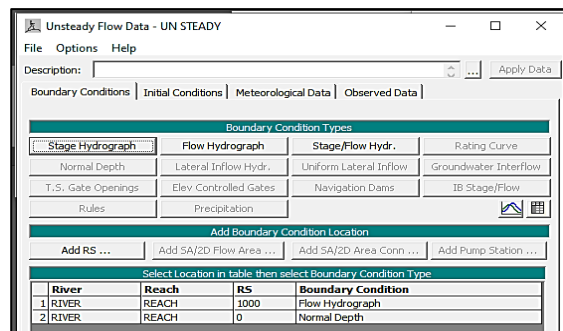 Unsteady Flow Data - UN STEADY
File Options Help
Description: ... Apply Data
Boundary Conditions Initial Conditions Meteorological Data Observed Data
Boundary Condition Types
Stage Hydrograph Flow Hydrograph Stage/Flow Hydr. Rating Curve
Normal Depth Lateral Inflow Hydr. Uniform Lateral Inflow Groundwater Interflow
T.S. Gate Openings Elev Controlled Gates Navigation Dams IB Stage/Flow
Rules Precipitation
Add Boundary Condition Location
Add RS ... Add SA/2D Flow Area ... Add SA/2D Area Conn ... Add Pump Station ...
Select Location in table then select Boundary Condition Type
River Reach RS Boundary Condition
1 RIVER REACH 1000 Flow Hydrograph
2 RIVER REACH 0 Normal Depth